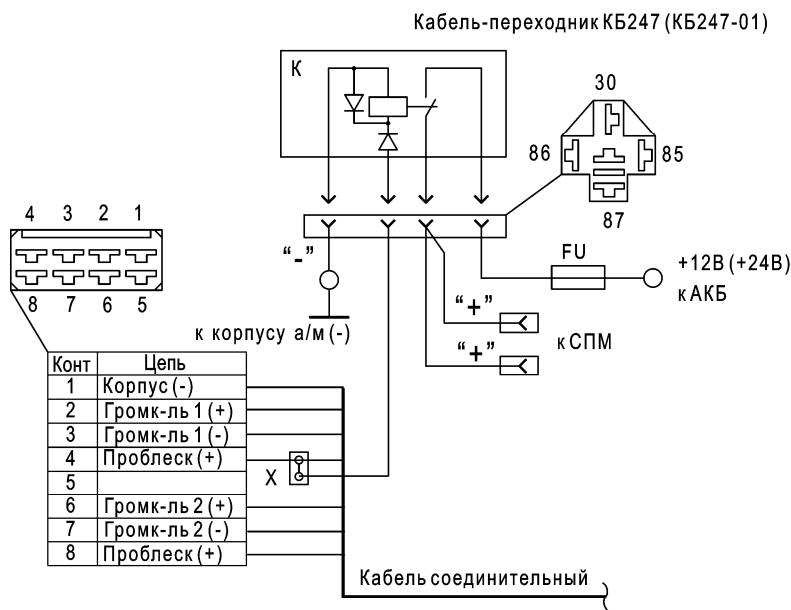 Кабель-переходник КБ247 (КБ247-01)
К
30
86
85
87
4 3 2 1
8 7 6 5
“-”
FU
+12В (+24В)
к АКБ
“+”
“+”
к СПМ
к корпусу а/м (-)
Конт Цепь
1 Корпус (-)
2 Громк-ль 1 (+)
3 Громк-ль 1 (-)
4 Проблеск (+)
5
6 Громк-ль 2 (+)
7 Громк-ль 2 (-)
8 Проблеск (+)
Х
Кабель соединительный